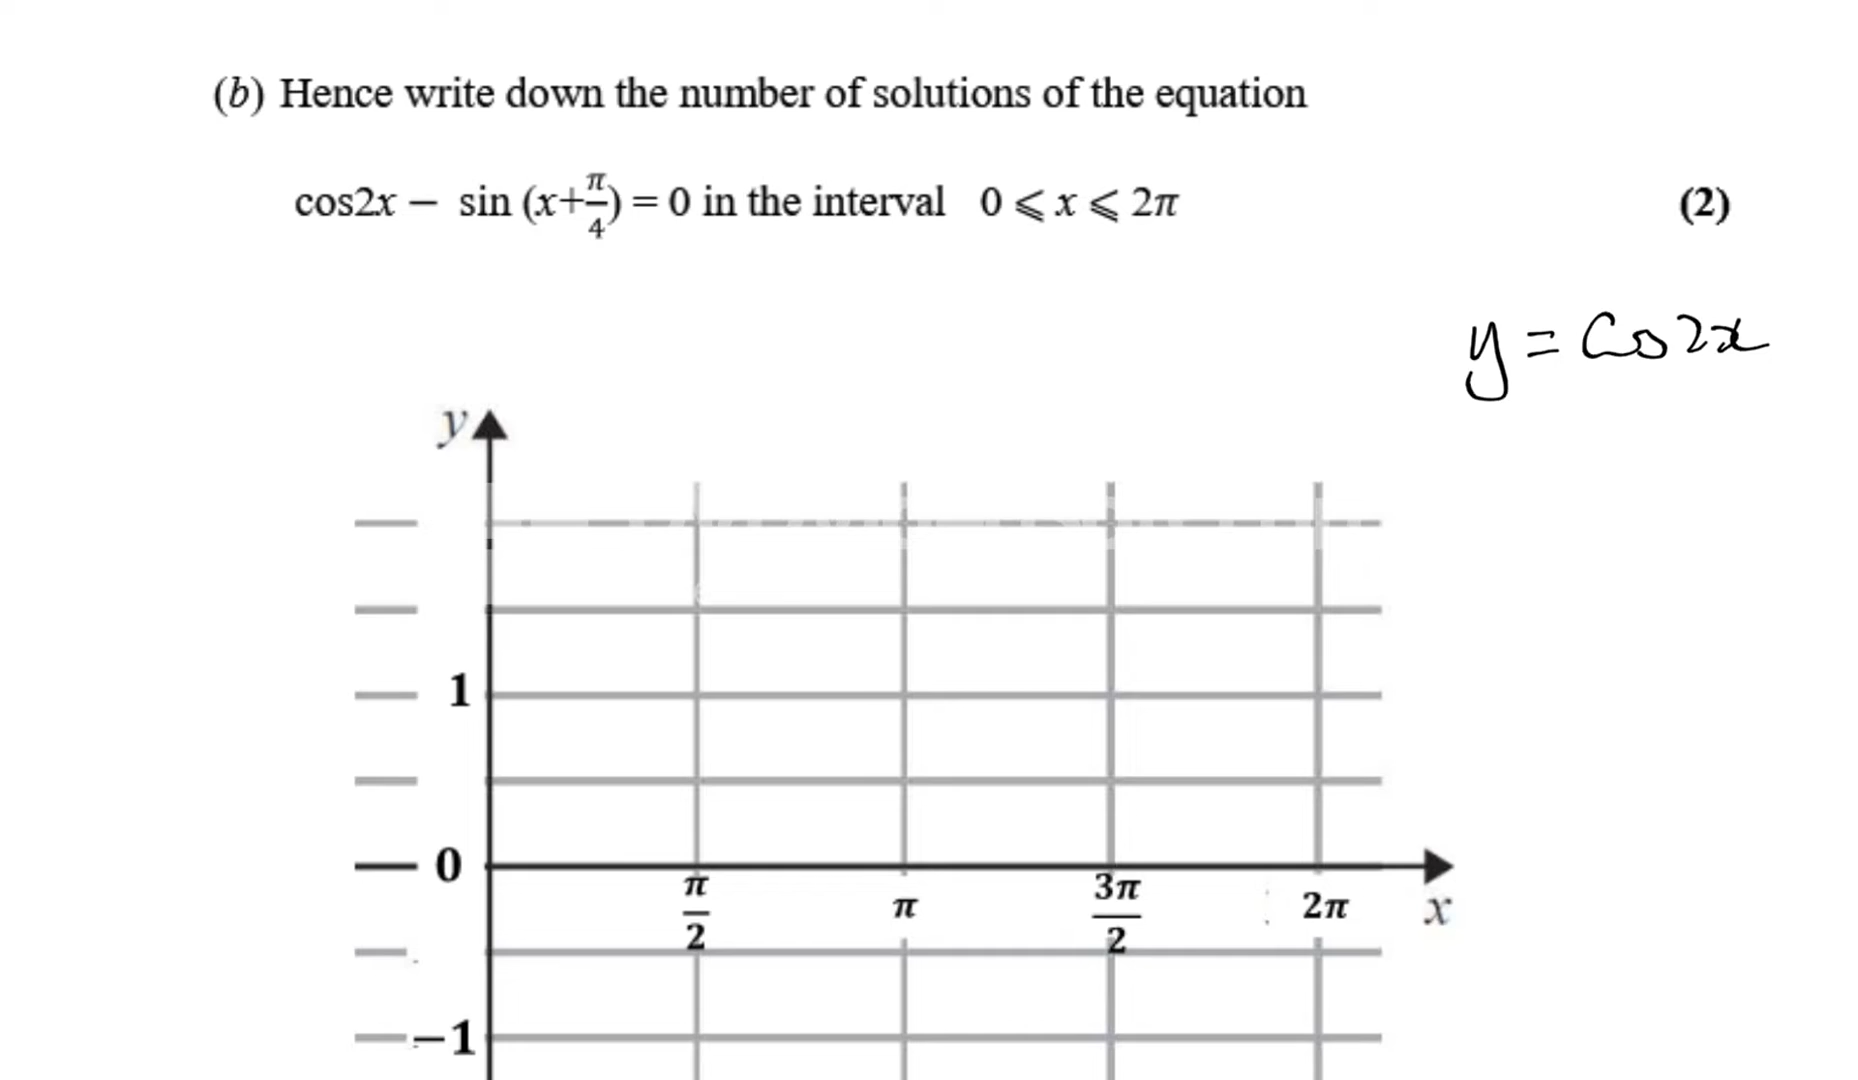 (b) Hence write down the number of solutions of the equation
cos2x − sin (x+π/4) = 0 in the interval 0 ⩽ x ⩽ 2π (2)
y = Cos2x
y
1
0
π/2 π 3π/2 2π x
−1